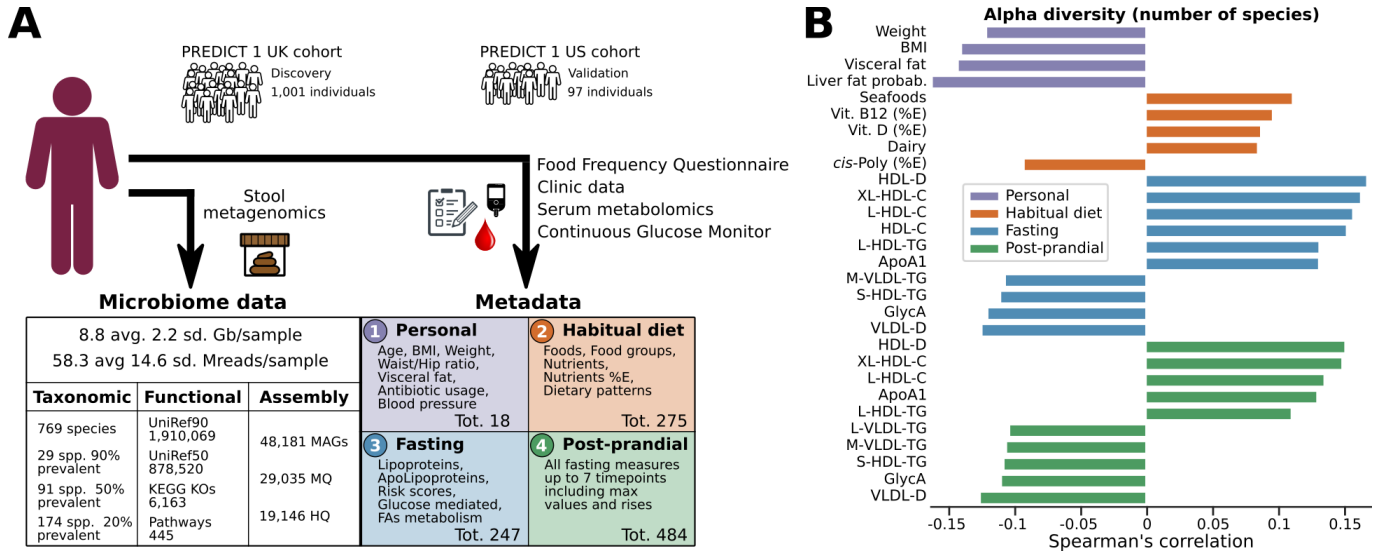 A
PREDICT 1 UK cohort
Discovery
1,001 individuals
PREDICT 1 US cohort
Validation
97 individuals
Stool
metagenomics
Food Frequency Questionnaire
Clinic data
Serum metabolomics
Continuous Glucose Monitor
Microbiome data
8.8 avg. 2.2 sd. Gb/sample
58.3 avg 14.6 sd. Mreads/sample
Taxonomic
769 species
29 spp. 90%
prevalent
91 spp. 50%
prevalent
174 spp. 20%
prevalent
Functional
UniRef90
1,910,069
UniRef50
878,520
KEGG KOs
6,163
Pathways
445
Assembly
48,181 MAGs
29,035 MQ
19,146 HQ
Metadata
1 Personal
Age, BMI, Weight,
Waist/Hip ratio,
Visceral fat,
Antibiotic usage,
Blood pressure
Tot. 18
2 Habitual diet
Foods, Food groups,
Nutrients,
Nutrients %E,
Dietary patterns
Tot. 275
3 Fasting
Lipoproteins,
ApoLipoproteins,
Risk scores,
Glucose mediated,
FAs metabolism
Tot. 247
4 Post-prandial
All fasting measures
up to 7 timepoints
including max
values and rises
Tot. 484
B
Alpha diversity (number of species)
Weight
BMI
Visceral fat
Liver fat probab.
Seafoods
Vit. B12 (%E)
Vit. D (%E)
Dairy
cis-Poly (%E)
HDL-D
XL-HDL-C
L-HDL-C
HDL-C
L-HDL-TG
ApoA1
M-VLDL-TG
S-HDL-TG
GlycA
VLDL-D
HDL-D
XL-HDL-C
L-HDL-C
ApoA1
L-HDL-TG
L-VLDL-TG
M-VLDL-TG
S-HDL-TG
GlycA
VLDL-D
Personal
Habitual diet
Fasting
Post-prandial
-0.15 -0.1 -0.05 0 0.05 0.1 0.15
Spearman's correlation